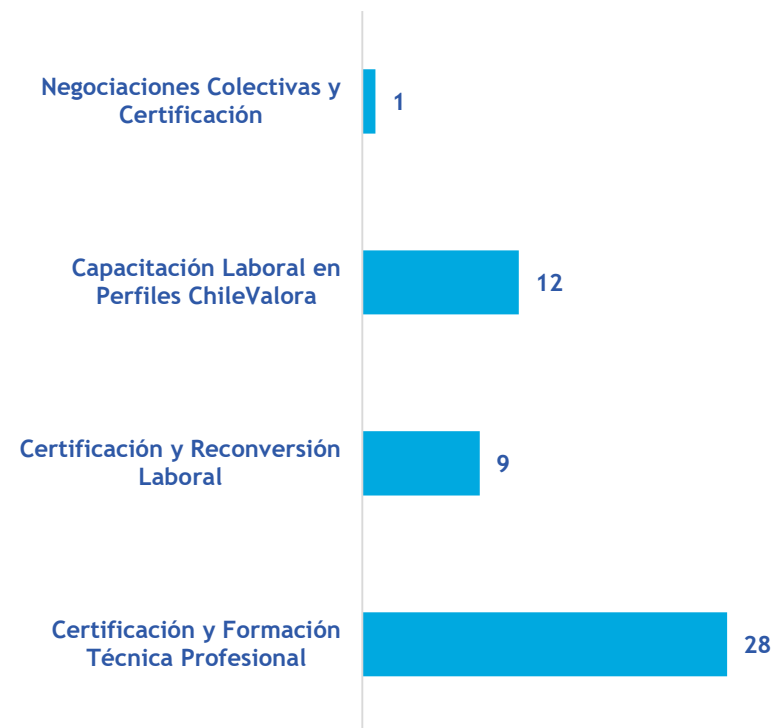 Negociaciones Colectivas y
Certificación
1
Capacitación Laboral en
Perfiles ChileValora
12
Certificación y Reconversión
Laboral
9
Certificación y Formación
Técnica Profesional
28